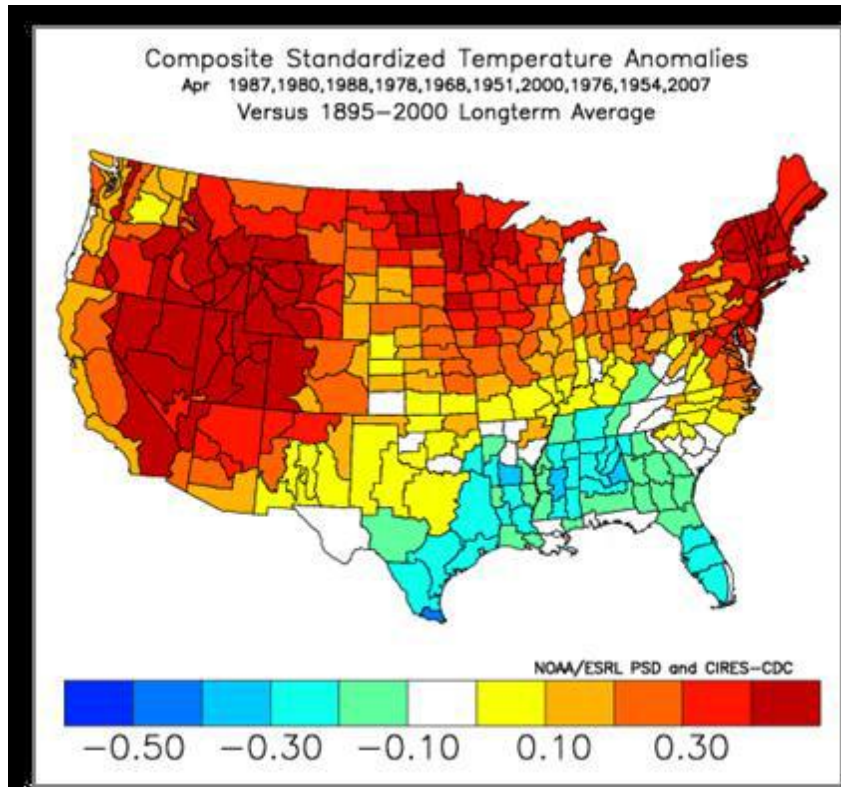 Composite Standardized Temperature Anomalies
Apr 1987,1980,1988,1978,1968,1951,2000,1976,1954,2007
Versus 1895-2000 Longterm Average
NOAA/ESRL PSD and CIRES-CDC
-0.50 -0.30 -0.10 0.10 0.30